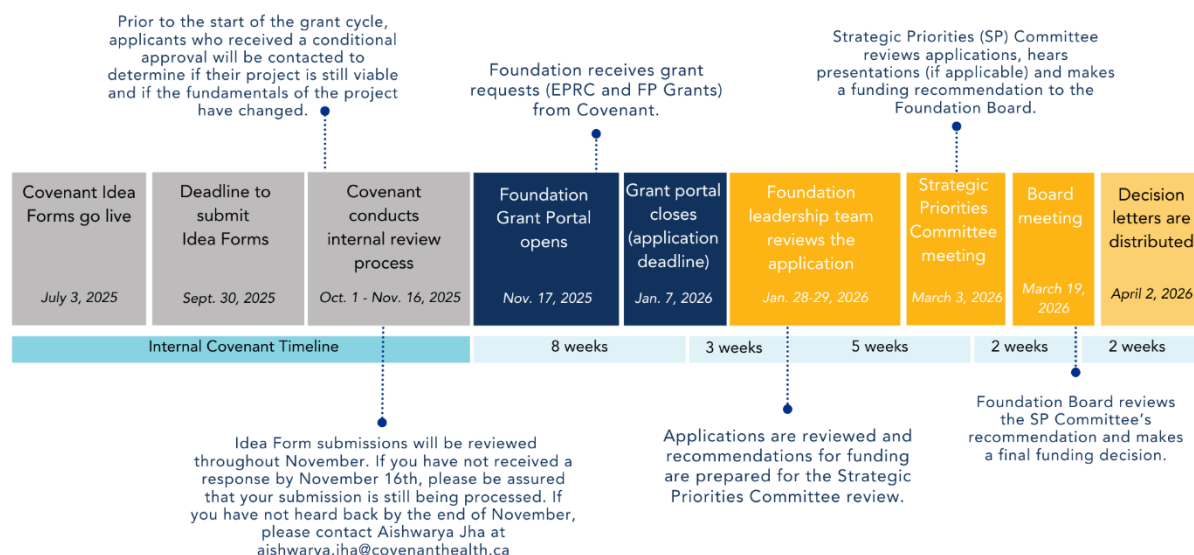 Prior to the start of the grant cycle,
applicants who received a conditional
approval will be contacted to
determine if their project is still viable
and if the fundamentals of the project
have changed.
Foundation receives grant
requests (EPRC and FP Grants)
from Covenant.
Strategic Priorities (SP) Committee
reviews applications, hears
presentations (if applicable) and makes
a funding recommendation to the
Foundation Board.
Covenant Idea
Forms go live
July 3, 2025
Deadline to
submit
Idea Forms
Sept. 30, 2025
Covenant
conducts
internal review
process
Oct. 1 - Nov. 16, 2025
Foundation
Grant Portal
opens
Nov. 17, 2025
Grant portal
closes
(application
deadline)
Jan. 7, 2026
Foundation
leadership team
reviews the
application
Jan. 28-29, 2026
Strategic
Priorities
Committee
meeting
March 3, 2026
Board
meeting
March 19,
2026
Decision
letters are
distributed
April 2, 2026
Internal Covenant Timeline
8 weeks
3 weeks
5 weeks
2 weeks
2 weeks
Idea Form submissions will be reviewed
throughout November. If you have not received a
response by November 16th, please be assured
that your submission is still being processed. If
you have not heard back by the end of November,
please contact Aishwarya Jha at
aishwarya.jha@covenanthealth.ca
Applications are reviewed and
recommendations for funding
are prepared for the Strategic
Priorities Committee review.
Foundation Board reviews
the SP Committee's
recommendation and makes
a final funding decision.